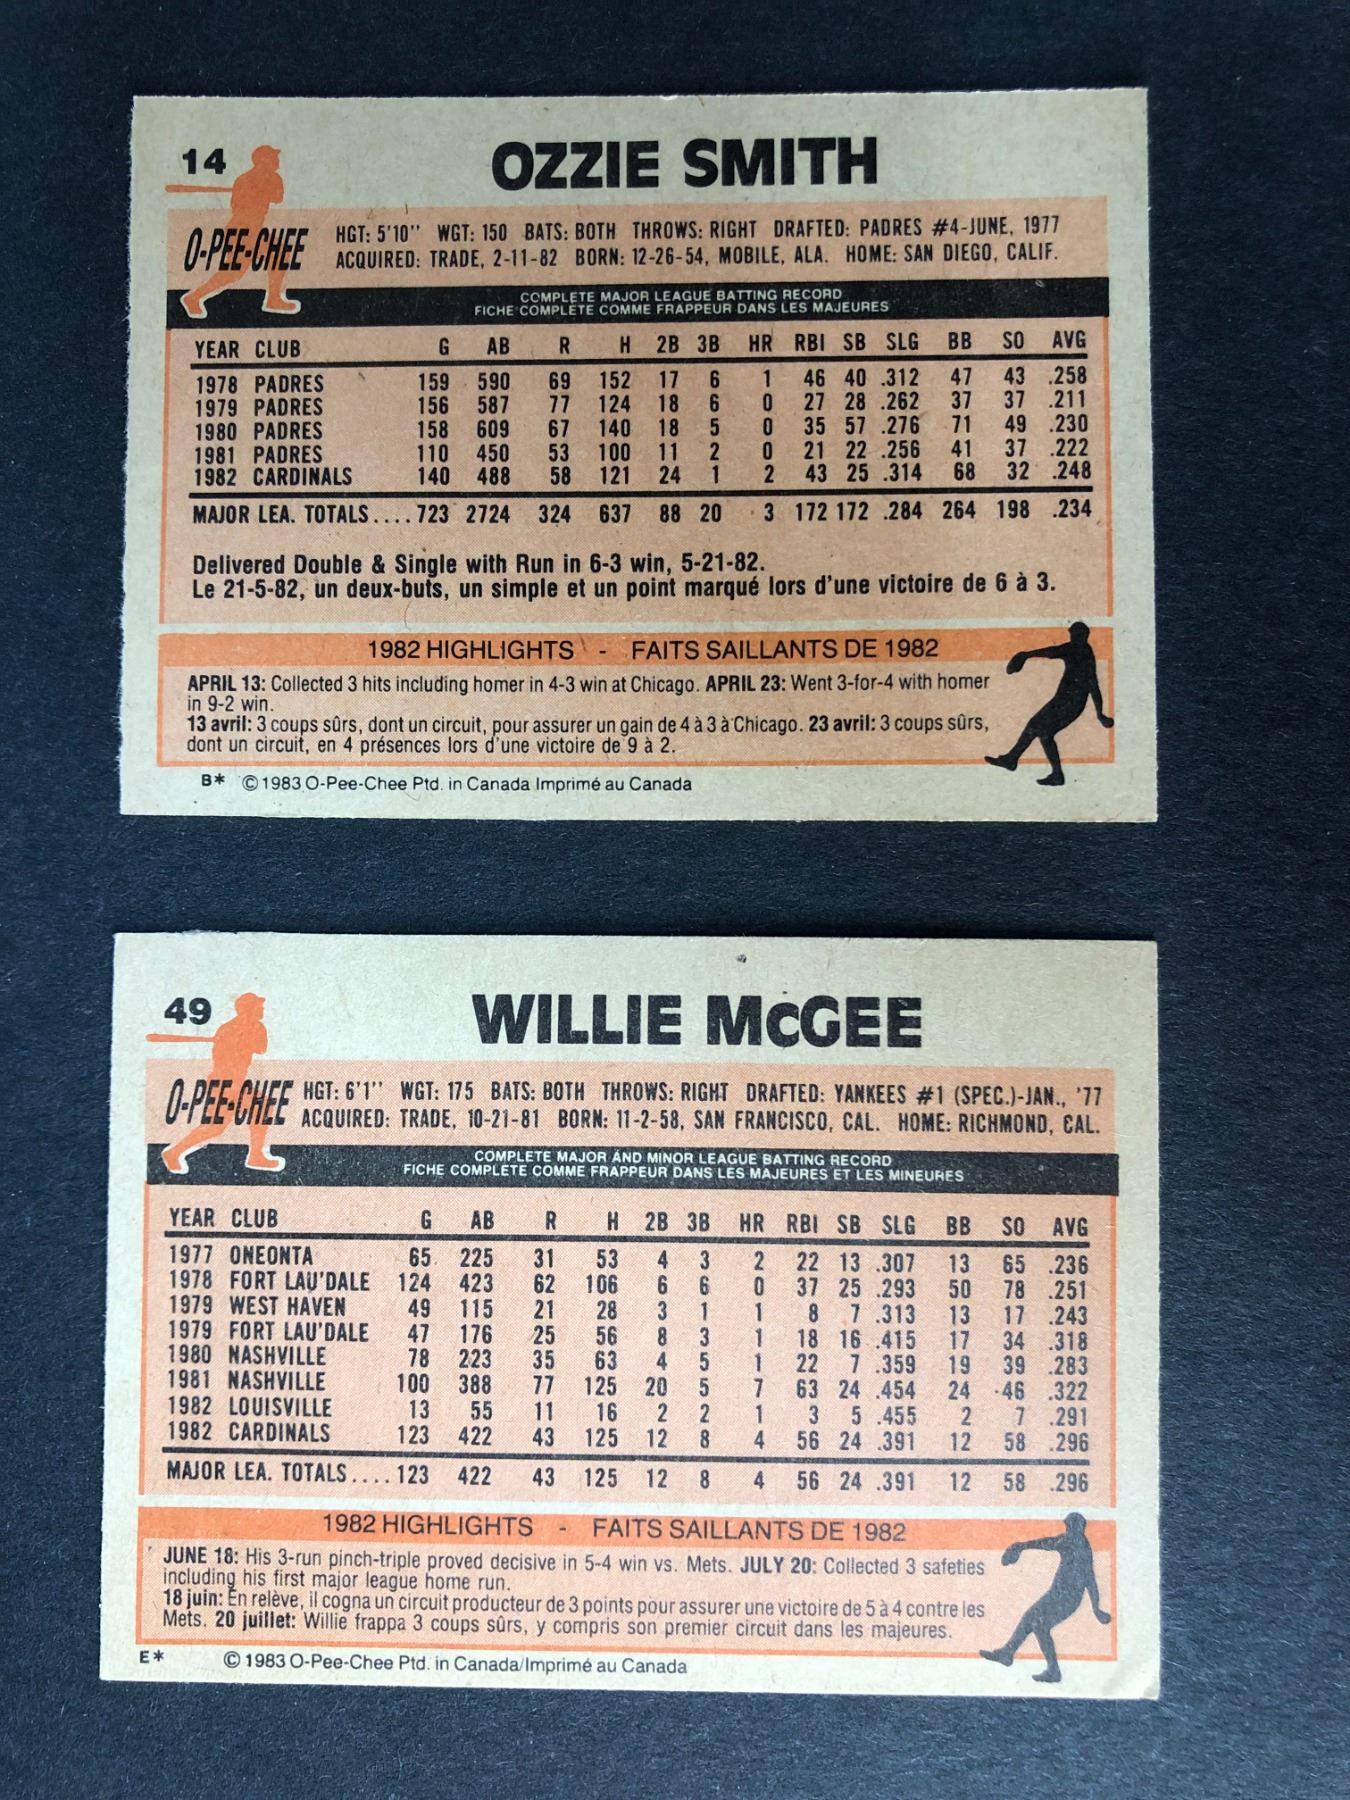 14
OZZIE SMITH
O-PEE-CHEE
HGT: 5'10" WGT: 150 BATS: BOTH THROWS: RIGHT DRAFTED: PADRES #4-JUNE, 1977
ACQUIRED: TRADE, 2-11-82 BORN: 12-26-54, MOBILE, ALA. HOME: SAN DIEGO, CALIF.
COMPLETE MAJOR LEAGUE BATTING RECORD
FICHE COMPLETE COMME FRAPPEUR DANS LES MAJEURES
YEAR CLUB G AB R H 2B 3B HR RBI SB SLG BB SO AVG
1978 PADRES 159 590 69 152 17 6 1 46 40 .312 47 43 .258
1979 PADRES 156 587 77 124 18 6 0 27 28 .262 37 37 .211
1980 PADRES 158 609 67 140 18 5 0 35 57 .276 71 49 .230
1981 PADRES 110 450 53 100 11 2 0 21 22 .256 41 37 .222
1982 CARDINALS 140 488 58 121 24 1 2 43 25 .314 68 32 .248
MAJOR LEA. TOTALS....723 2724 324 637 88 20 3 172 172 .284 264 198 .234
Delivered Double & Single with Run in 6-3 win, 5-21-82.
Le 21-5-82, un deux-buts, un simple et un point marqué lors d'une victoire de 6 à 3.
1982 HIGHLIGHTS - FAITS SAILLANTS DE 1982
APRIL 13: Collected 3 hits including homer in 4-3 win at Chicago. APRIL 23: Went 3-for-4 with homer
in 9-2 win.
13 avril: 3 coups sûrs, dont un circuit, pour assurer un gain de 4 à 3 à Chicago. 23 avril: 3 coups sûrs,
dont un circuit, en 4 présences lors d'une victoire de 9 à 2.
B* © 1983 O-Pee-Chee Ptd. in Canada Imprimé au Canada
49
WILLIE McGEE
O-PEE-CHEE
HGT: 6'1" WGT: 175 BATS: BOTH THROWS: RIGHT DRAFTED: YANKEES #1 (SPEC.)-JAN., '77
ACQUIRED: TRADE, 10-21-81 BORN: 11-2-58, SAN FRANCISCO, CAL. HOME: RICHMOND, CAL.
COMPLETE MAJOR AND MINOR LEAGUE BATTING RECORD
FICHE COMPLETE COMME FRAPPEUR DANS LES MAJEURES ET LES MINEURES
YEAR CLUB G AB R H 2B 3B HR RBI SB SLG BB SO AVG
1977 ONEONTA 65 225 31 53 4 3 2 22 13 .307 13 65 .236
1978 FORT LAU'DALE 124 423 62 106 6 6 0 37 25 .293 50 78 .251
1979 WEST HAVEN 49 115 21 28 3 1 1 8 7 .313 13 17 .243
1979 FORT LAU'DALE 47 176 25 56 8 3 1 18 16 .415 17 34 .318
1980 NASHVILLE 78 223 35 63 4 5 1 22 7 .359 19 39 .283
1981 NASHVILLE 100 388 77 125 20 5 7 63 24 .454 24 46 .322
1982 LOUISVILLE 13 55 11 16 2 2 1 3 5 .455 2 7 .291
1982 CARDINALS 123 422 43 125 12 8 4 56 24 .391 12 58 .296
MAJOR LEA. TOTALS....123 422 43 125 12 8 4 56 24 .391 12 58 .296
1982 HIGHLIGHTS - FAITS SAILLANTS DE 1982
JUNE 18: His 3-run pinch-triple proved decisive in 5-4 win vs. Mets. JULY 20: Collected 3 safeties
including his first major league home run.
18 juin: En relève, il cogna un circuit producteur de 3 points pour assurer une victoire de 5 à 4 contre les
Mets. 20 juillet: Willie frappa 3 coups sûrs, y compris son premier circuit dans les majeures.
E* © 1983 O-Pee-Chee Ptd. in Canada/Imprimé au Canada